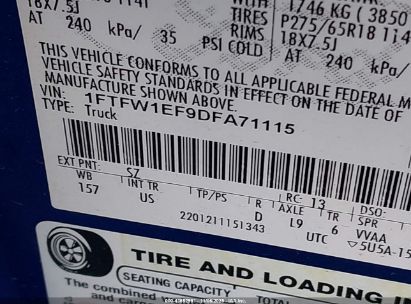 18X7.5J
AT 240 kPa/ 35
1746 KG ( 3850
TIRES P275/65R18 114
RIMS 18X7.5J
PSI COLD AT 240 kPa/
THIS VEHICLE CONFORMS TO ALL APPLICABLE FEDERAL M
VEHICLE SAFETY STANDARDS IN EFFECT ON THE DATE OF
MANUFACTURE SHOWN ABOVE.
VIN: 1FTFW1EF9DFA71115
TYPE: Truck
EXT PNT: SZ RC: 13 DSO:
WB INT TR TP/PS R AXLE TR SPR
157 US D L9 6 VVAA
2201211151343 UTC ▽5U5A-15
TIRE AND LOADING I
SEATING CAPACITY
The combined